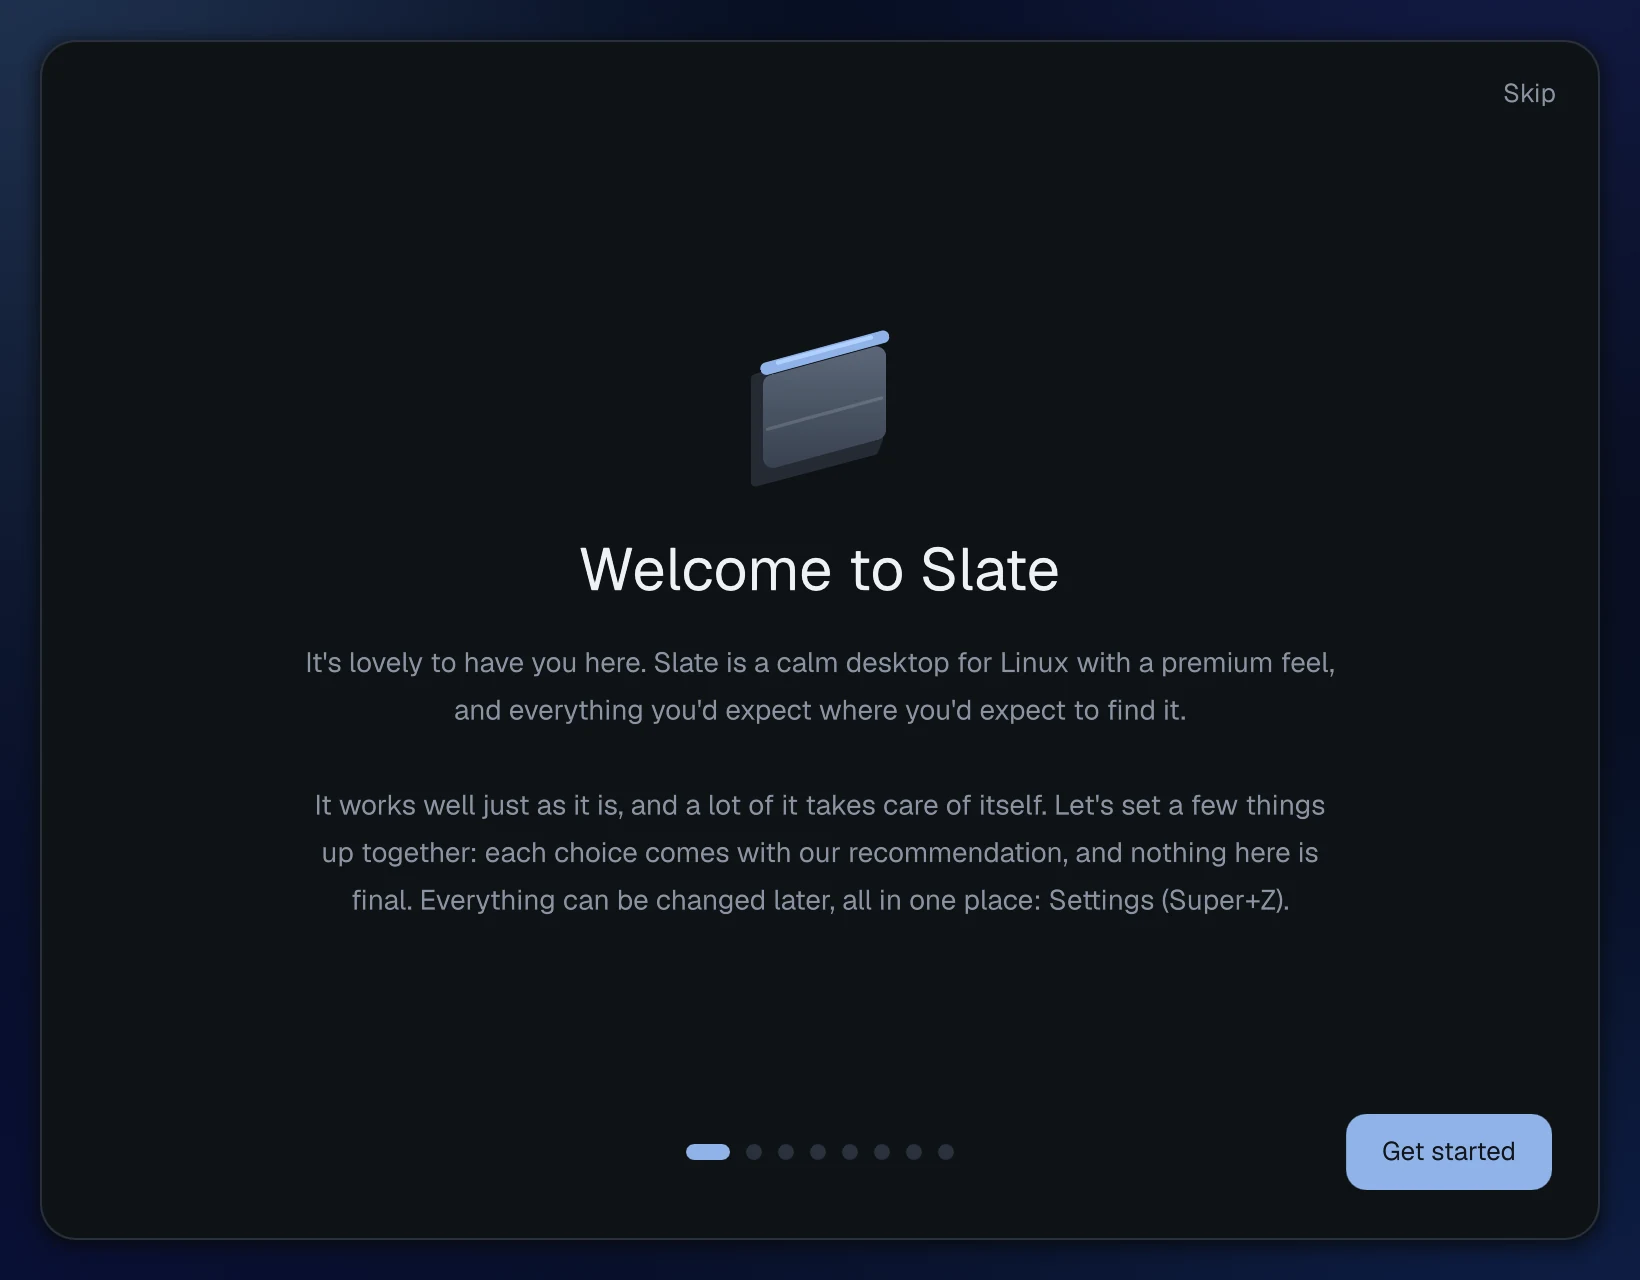 Skip
Welcome to Slate
It's lovely to have you here. Slate is a calm desktop for Linux with a premium feel,
and everything you'd expect where you'd expect to find it.
It works well just as it is, and a lot of it takes care of itself. Let's set a few things
up together: each choice comes with our recommendation, and nothing here is
final. Everything can be changed later, all in one place: Settings (Super+Z).
Get started